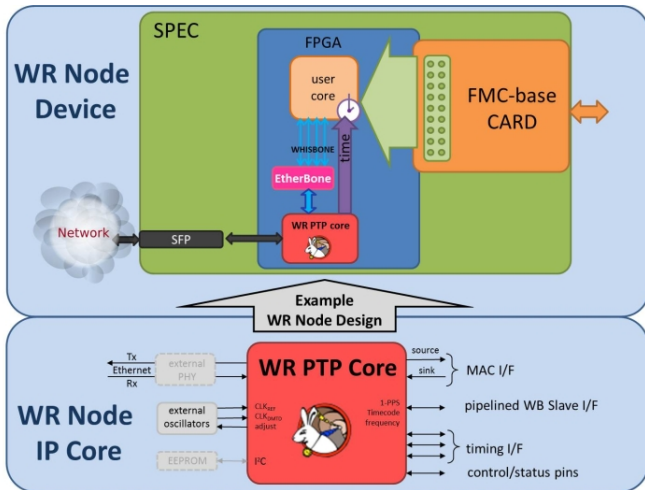 SPEC
FPGA
WR Node
Device
user
core
FMC-base
CARD
WHISBONE
time
EtherBone
Network
SFP
WR PTP core
Example
WR Node Design
WR Node
IP Core
WR PTP Core
Tx
Ethernet
Rx
external
PHY
external
oscillators
EEPROM
CLKREF
CLKDMTD
adjust
I²C
1-PPS
Timecode
frequency
source
sink
MAC I/F
pipelined WB Slave I/F
timing I/F
control/status pins